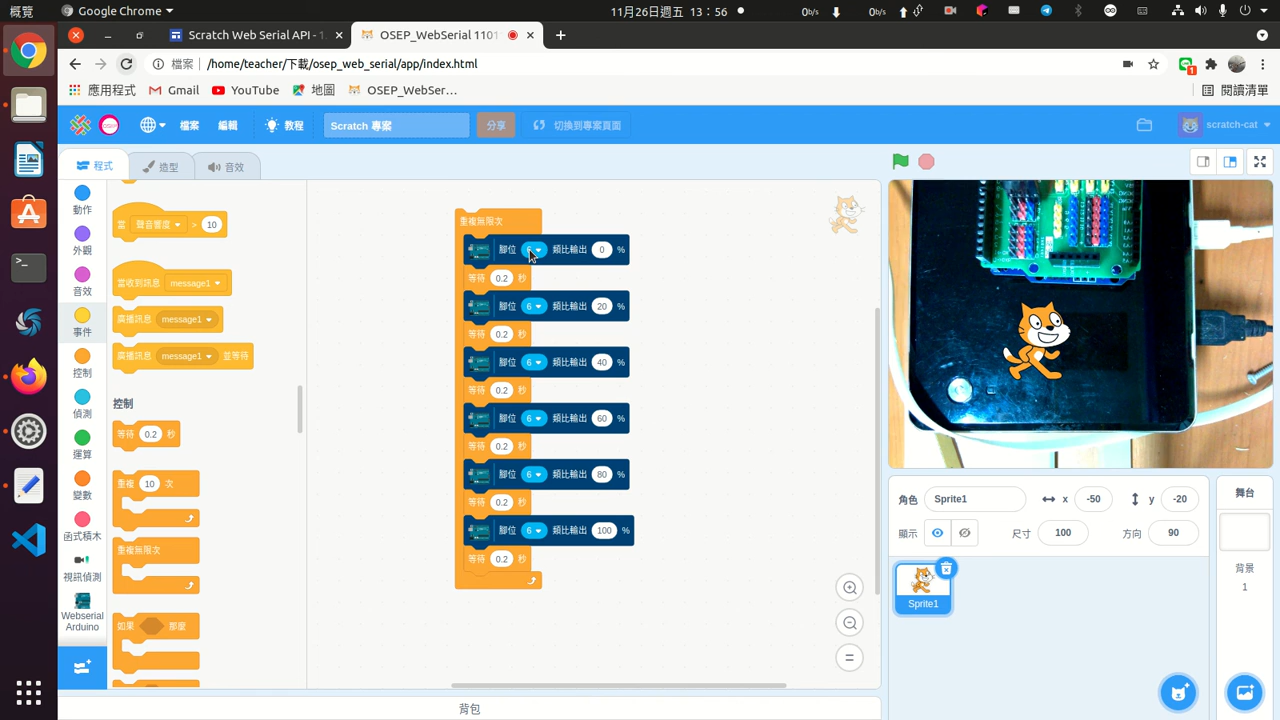 概覽
Google Chrome
11月26日週五 13：56
0b/s
0b/s
Scratch Web Serial API - 1
OSEP_WebSerial 1101
檔案
/home/teacher/下載/osep_web_serial/app/index.html
1
應用程式
Gmail
YouTube
地圖
OSEP_WebSer…
閱讀清單
檔案
編輯
教程
Scratch 專案
分享
切換到專案頁面
scratch-cat
程式
造型
音效
動作
外觀
音效
事件
控制
偵測
運算
變數
函式積木
視訊偵測
Webserial
Arduino
當 聲音響度 > 10
當收到訊息 message1
廣播訊息 message1
廣播訊息 message1 並等待
控制
等待 0.2 秒
重複 10 次
重複無限次
如果 那麼
重複無限次
腳位 類比輸出 0 %
等待 0.2 秒
腳位 6 類比輸出 20 %
等待 0.2 秒
腳位 6 類比輸出 40 %
等待 0.2 秒
腳位 6 類比輸出 60 %
等待 0.2 秒
腳位 6 類比輸出 80 %
等待 0.2 秒
腳位 6 類比輸出 100 %
等待 0.2 秒
背包
角色 Sprite1 x -50 y -20
顯示 尺寸 100 方向 90
Sprite1
舞台
背景
1